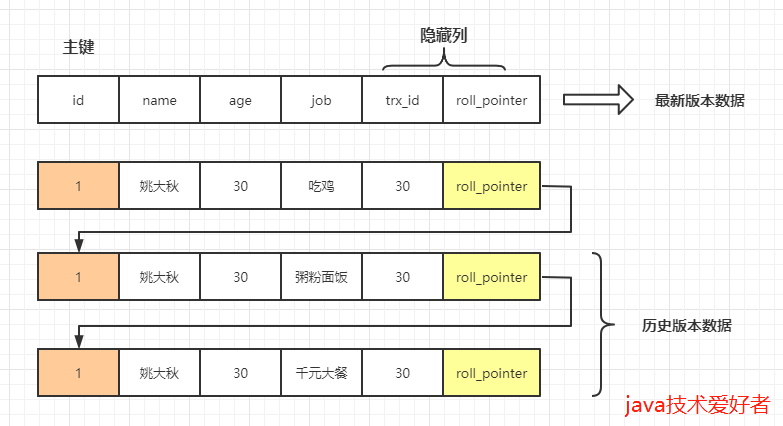 主键
隐藏列
id name age job trx_id roll_pointer
最新版本数据
1 姚大秋 30 吃鸡 30 roll_pointer
1 姚大秋 30 粥粉面饭 30 roll_pointer
历史版本数据
1 姚大秋 30 千元大餐 30 roll_pointer
java技术爱好者